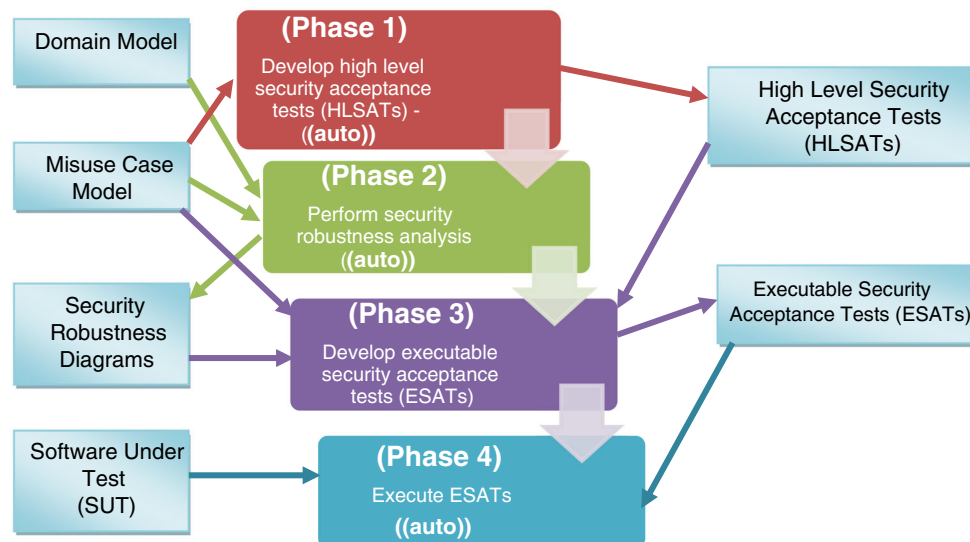 Domain Model
Misuse Case
Model
Security
Robustness
Diagrams
Software Under
Test
(SUT)
(Phase 1)
Develop high level
security acceptance
tests (HLSATs) -
((auto))
(Phase 2)
Perform security
robustness analysis
((auto))
(Phase 3)
Develop executable
security acceptance
tests (ESATs)
(Phase 4)
Execute ESATs
((auto))
High Level Security
Acceptance Tests
(HLSATs)
Executable Security
Acceptance Tests (ESATs)